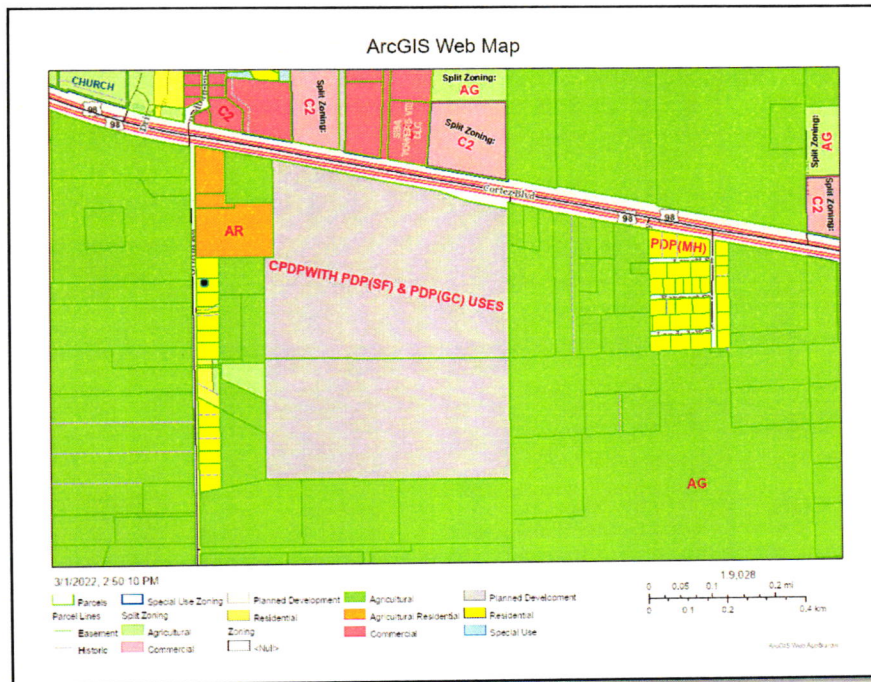 ArcGIS Web Map
CHURCH
98
98
C2
Split Zoning:
C2
Split Zoning:
AG
Split Zoning:
C2
Split Zoning:
AG
Split Zoning:
C2
Cortez Blvd
98
98
AR
CPDPWITH PDP(SF) & PDP(GC) USES
PDP(MH)
AG
3/1/2022, 2:50:10 PM
Parcels
Parcel Lines
Easement
Historic
Special Use Zoning
Split Zoning
Agricultural
Commercial
Planned Development
Residential
Zoning
<Null>
Agricultural
Agricultural Residential
Commercial
Planned Development
Residential
Special Use
1:9,028
0 0.05 0.1 0.2 mi
0 0.1 0.2 0.4 km
ArcGIS Web AppBuilder